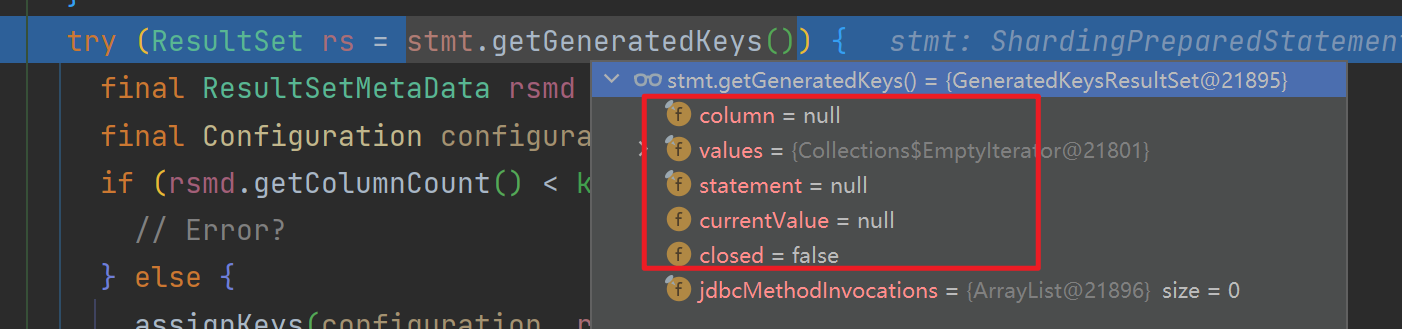 }
try (ResultSet rs = stmt.getGeneratedKeys()) { stmt: ShardingPreparedStatement
stmt.getGeneratedKeys() = {GeneratedKeysResultSet@21895}
final ResultSetMetaData rsmd
f column = null
final Configuration configura
f values = {Collections$EmptyIterator@21801}
if (rsmd.getColumnCount() < k
f statement = null
// Error?
f currentValue = null
} else {
f closed = false
assignKeys(configuration, r
f jdbcMethodInvocations = {ArrayList@21896} size = 0